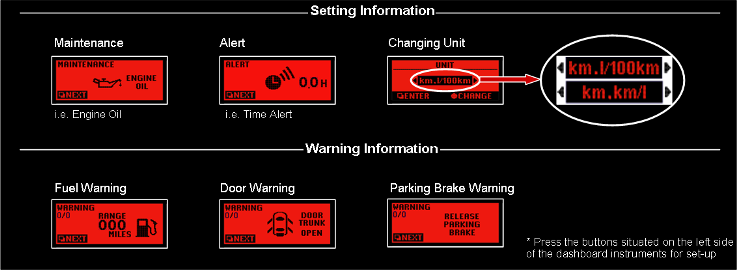 Setting Information
Maintenance
MAINTENANCE
ENGINE
OIL
NEXT
i.e. Engine Oil
Alert
ALERT
0,0 H
NEXT
i.e. Time Alert
Changing Unit
UNIT
km.l/100km
ENTER CHANGE
km.l/100km
km.km/l
Warning Information
Fuel Warning
WARNING
0/0
RANGE
000
MILES
NEXT
Door Warning
WARNING
0/0
DOOR
TRUNK
OPEN
NEXT
Parking Brake Warning
WARNING
0/0
RELEASE
PARKING
BRAKE
NEXT
* Press the buttons situated on the left side
of the dashboard instruments for set-up